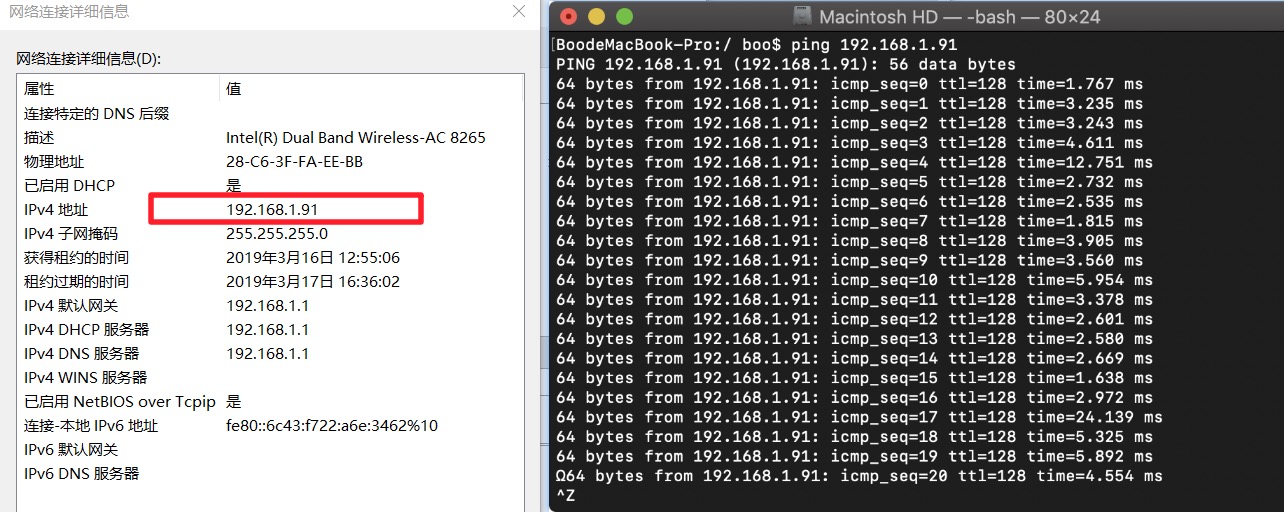 网络连接详细信息
网络连接详细信息(D):
属性 值
连接特定的 DNS 后缀
描述 Intel(R) Dual Band Wireless-AC 8265
物理地址 28-C6-3F-FA-EE-BB
已启用 DHCP 是
IPv4 地址 192.168.1.91
IPv4 子网掩码 255.255.255.0
获得租约的时间 2019年3月16日 12:55:06
租约过期的时间 2019年3月17日 16:36:02
IPv4 默认网关 192.168.1.1
IPv4 DHCP 服务器 192.168.1.1
IPv4 DNS 服务器 192.168.1.1
IPv4 WINS 服务器
已启用 NetBIOS over Tcpip 是
连接-本地 IPv6 地址 fe80::6c43:f722:a6e:3462%10
IPv6 默认网关
IPv6 DNS 服务器
Macintosh HD — -bash — 80×24
[BoodeMacBook-Pro:/ boo$ ping 192.168.1.91
PING 192.168.1.91 (192.168.1.91): 56 data bytes
64 bytes from 192.168.1.91: icmp_seq=0 ttl=128 time=1.767 ms
64 bytes from 192.168.1.91: icmp_seq=1 ttl=128 time=3.235 ms
64 bytes from 192.168.1.91: icmp_seq=2 ttl=128 time=3.243 ms
64 bytes from 192.168.1.91: icmp_seq=3 ttl=128 time=4.611 ms
64 bytes from 192.168.1.91: icmp_seq=4 ttl=128 time=12.751 ms
64 bytes from 192.168.1.91: icmp_seq=5 ttl=128 time=2.732 ms
64 bytes from 192.168.1.91: icmp_seq=6 ttl=128 time=2.535 ms
64 bytes from 192.168.1.91: icmp_seq=7 ttl=128 time=1.815 ms
64 bytes from 192.168.1.91: icmp_seq=8 ttl=128 time=3.905 ms
64 bytes from 192.168.1.91: icmp_seq=9 ttl=128 time=3.560 ms
64 bytes from 192.168.1.91: icmp_seq=10 ttl=128 time=5.954 ms
64 bytes from 192.168.1.91: icmp_seq=11 ttl=128 time=3.378 ms
64 bytes from 192.168.1.91: icmp_seq=12 ttl=128 time=2.601 ms
64 bytes from 192.168.1.91: icmp_seq=13 ttl=128 time=2.580 ms
64 bytes from 192.168.1.91: icmp_seq=14 ttl=128 time=2.669 ms
64 bytes from 192.168.1.91: icmp_seq=15 ttl=128 time=1.638 ms
64 bytes from 192.168.1.91: icmp_seq=16 ttl=128 time=2.972 ms
64 bytes from 192.168.1.91: icmp_seq=17 ttl=128 time=24.139 ms
64 bytes from 192.168.1.91: icmp_seq=18 ttl=128 time=5.325 ms
64 bytes from 192.168.1.91: icmp_seq=19 ttl=128 time=5.892 ms
Ω64 bytes from 192.168.1.91: icmp_seq=20 ttl=128 time=4.554 ms
^Z